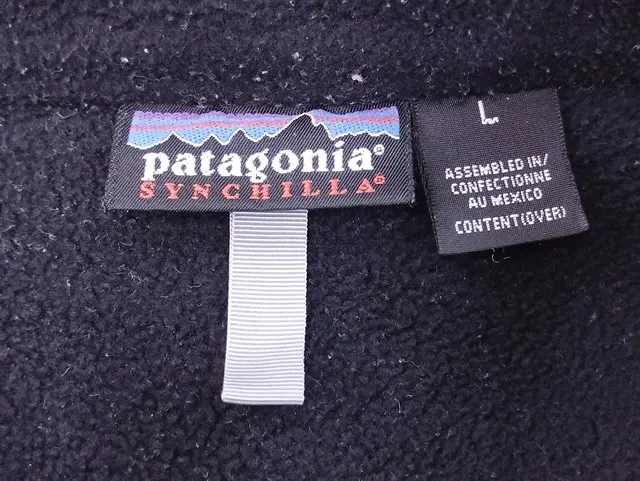 patagonia®
SYNCHILLA®
L
ASSEMBLED IN/
CONFECTIONNE
AU MEXICO
CONTENT(OVER)